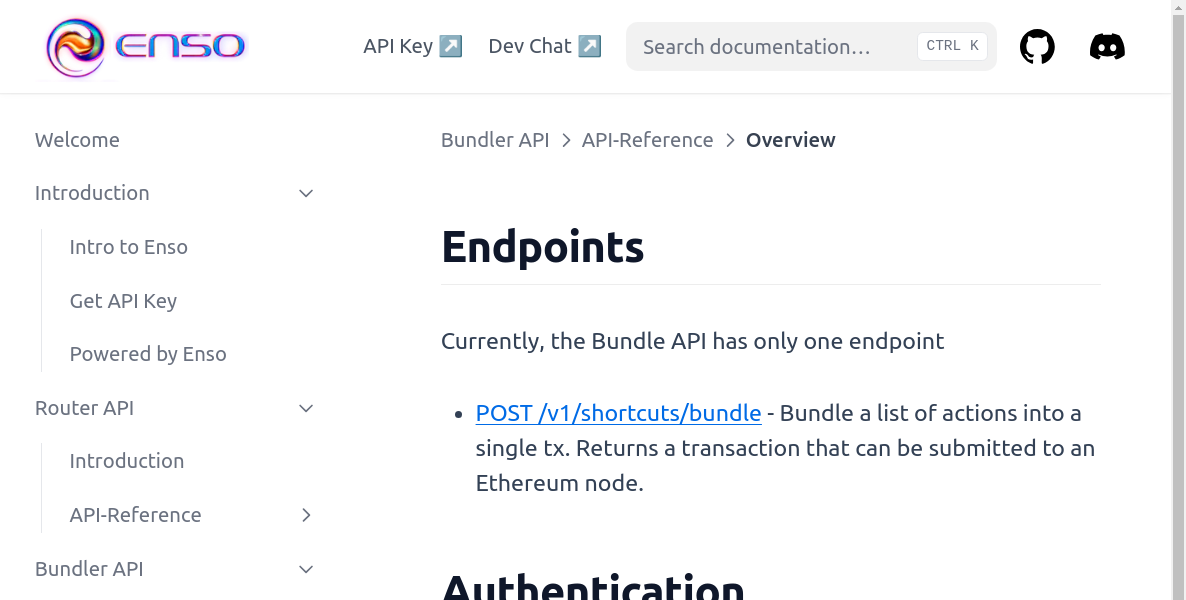 ENSO
API Key ↗
Dev Chat ↗
Search documentation…
CTRL K
Welcome
Introduction
Intro to Enso
Get API Key
Powered by Enso
Router API
Introduction
API-Reference
Bundler API
Bundler API > API-Reference > Overview
Endpoints
Currently, the Bundle API has only one endpoint
• POST /v1/shortcuts/bundle - Bundle a list of actions into a
single tx. Returns a transaction that can be submitted to an
Ethereum node.
Authentication